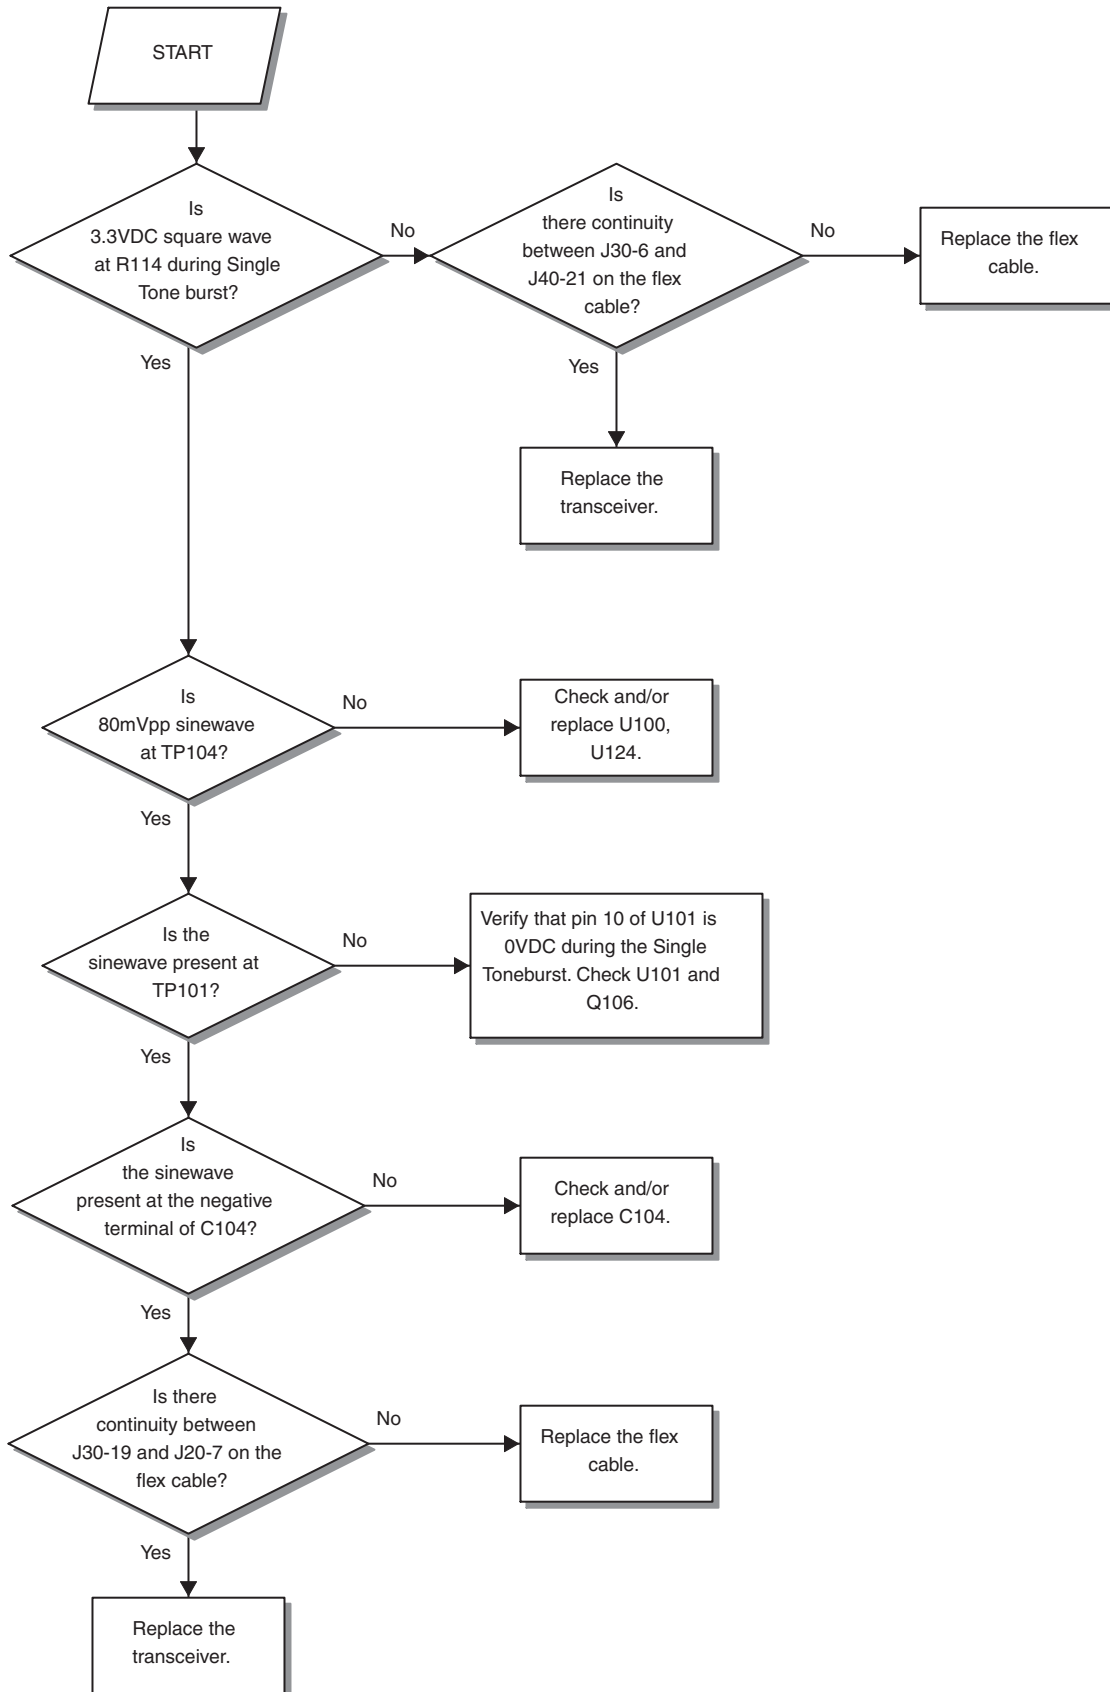 START
Is
3.3VDC square wave
at R114 during Single
Tone burst?
No
Is
there continuity
between J30-6 and
J40-21 on the flex
cable?
No
Replace the flex
cable.
Yes
Yes
Replace the
transceiver.
Is
80mVpp sinewave
at TP104?
No
Check and/or
replace U100,
U124.
Yes
Is the
sinewave present at
TP101?
No
Verify that pin 10 of U101 is
0VDC during the Single
Toneburst. Check U101 and
Q106.
Yes
Is
the sinewave
present at the negative
terminal of C104?
No
Check and/or
replace C104.
Yes
Is there
continuity between
J30-19 and J20-7 on the
flex cable?
No
Replace the flex
cable.
Yes
Replace the
transceiver.